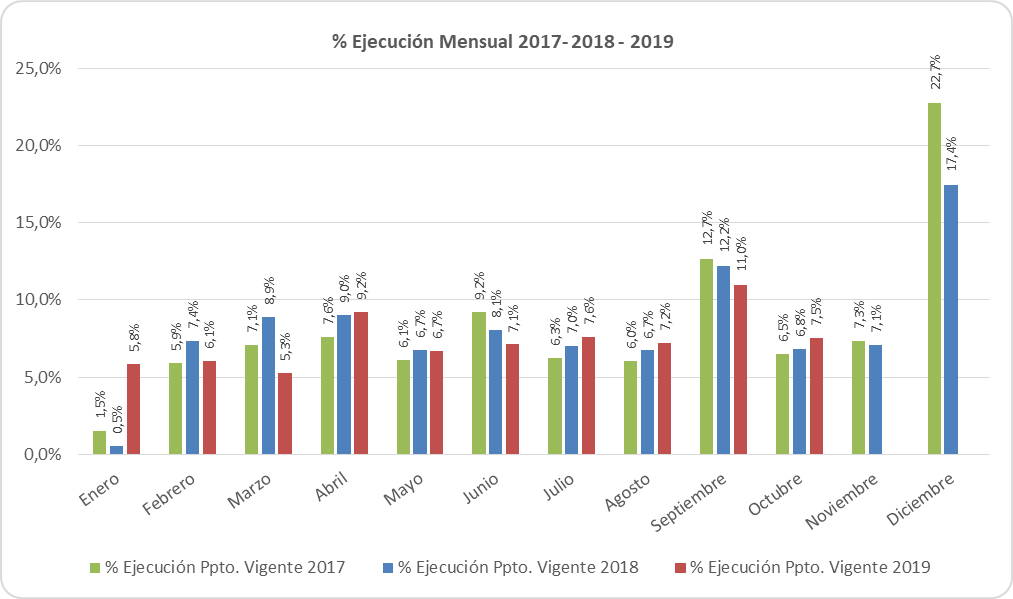 % Ejecución Mensual 2017- 2018 - 2019
25,0%
20,0%
15,0%
10,0%
5,0%
0,0%
1,5%
0,5%
5,8%
5,9%
7,4%
6,1%
7,1%
8,9%
5,3%
7,6%
9,0%
9,2%
6,1%
6,7%
6,7%
9,2%
8,1%
7,1%
6,3%
7,0%
7,6%
6,0%
6,7%
7,2%
12,7%
12,2%
11,0%
6,5%
6,8%
7,5%
7,3%
7,1%
22,7%
17,4%
Enero
Febrero
Marzo
Abril
Mayo
Junio
Julio
Agosto
Septiembre
Octubre
Noviembre
Diciembre
% Ejecución Ppto. Vigente 2017
% Ejecución Ppto. Vigente 2018
% Ejecución Ppto. Vigente 2019